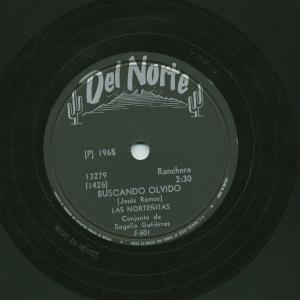 Del Norte
(P) 1965
Ranchera
13279
2:30
(1426)
BUSCANDO OLVIDO
(Jesús Ramos)
LAS NORTEÑITAS
Conjunto de
Rogelio Gutiérrez
F-501